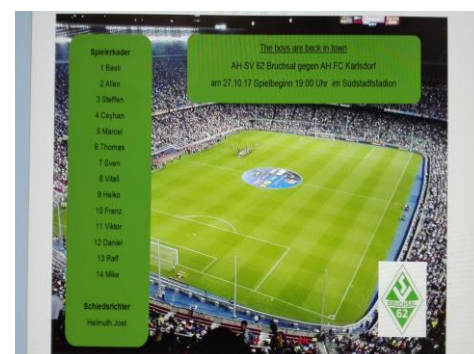 Spielerkader
1 Basti
2 Allen
3 Steffen
4 Ceyhan
5 Marcel
6 Thomas
7 Sven
8 Vitali
9 Heiko
10 Franz
11 Viktor
12 Daniel
13 Ralf
14 Mike
Schiedsrichter
Helmuth Jost
The boys are back in town
AH SV 62 Bruchsal gegen AH FC Karlsdorf
am 27.10.17 Spielbeginn 19:00 Uhr im Südstadtstadion
BRUCHSAL
62